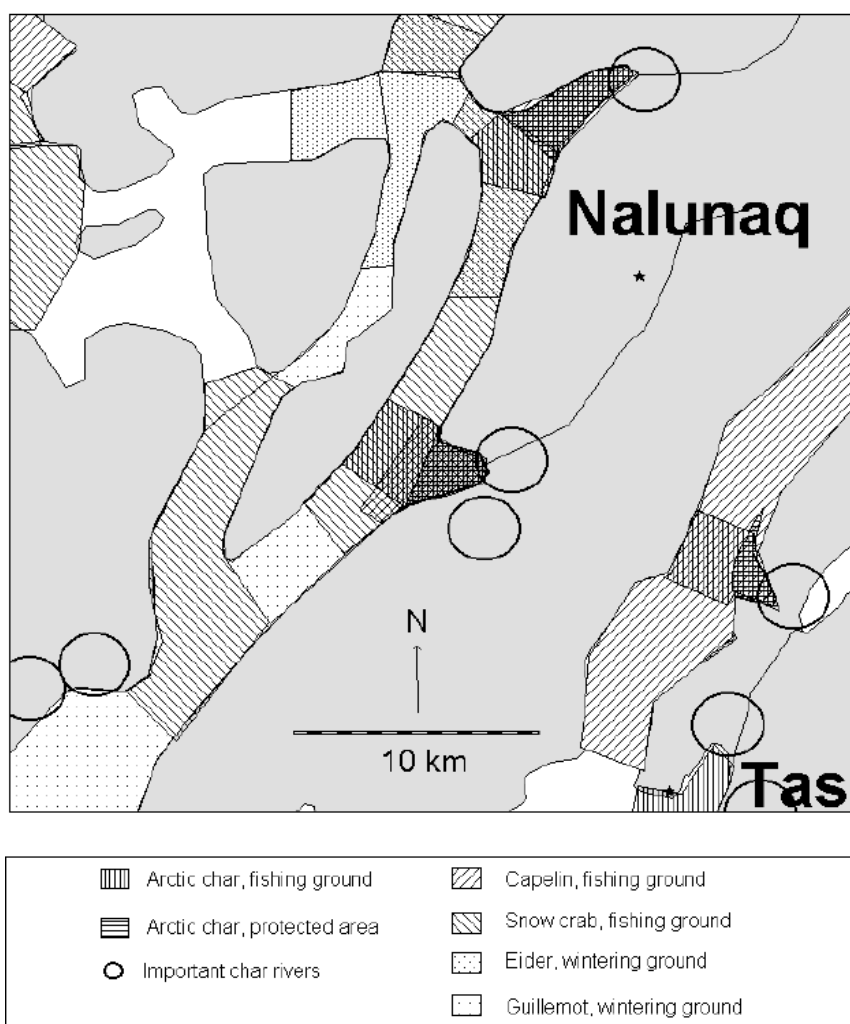 Nalunaq
N
10 km
Tas
Arctic char, fishing ground
Arctic char, protected area
Important char rivers
Capelin, fishing ground
Snow crab, fishing ground
Eider, wintering ground
Guillemot, wintering ground